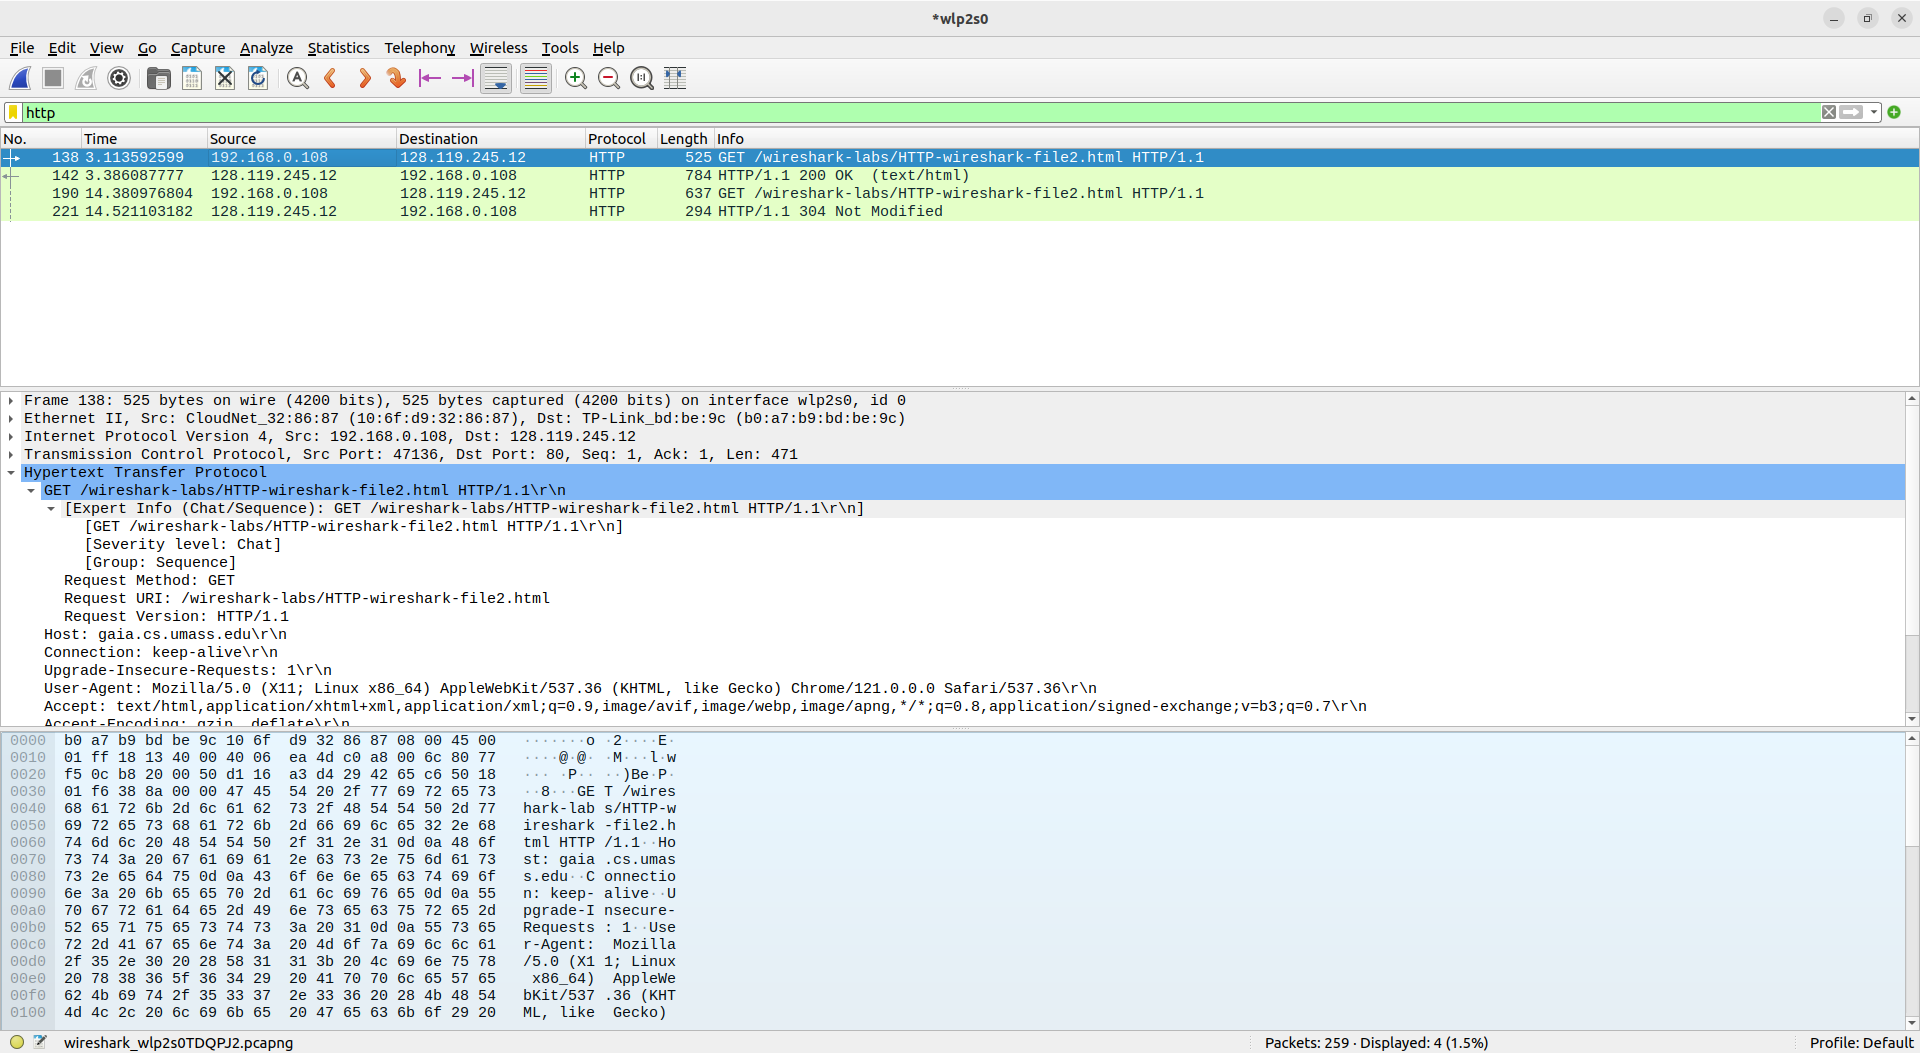 *wlp2s0
File Edit View Go Capture Analyze Statistics Telephony Wireless Tools Help
http
No. Time Source Destination Protocol Length Info
138 3.113592599 192.168.0.108 128.119.245.12 HTTP 525 GET /wireshark-labs/HTTP-wireshark-file2.html HTTP/1.1
142 3.386087777 128.119.245.12 192.168.0.108 HTTP 784 HTTP/1.1 200 OK  (text/html)
190 14.380976804 192.168.0.108 128.119.245.12 HTTP 637 GET /wireshark-labs/HTTP-wireshark-file2.html HTTP/1.1
221 14.521103182 128.119.245.12 192.168.0.108 HTTP 294 HTTP/1.1 304 Not Modified
Frame 138: 525 bytes on wire (4200 bits), 525 bytes captured (4200 bits) on interface wlp2s0, id 0
Ethernet II, Src: CloudNet_32:86:87 (10:6f:d9:32:86:87), Dst: TP-Link_bd:be:9c (b0:a7:b9:bd:be:9c)
Internet Protocol Version 4, Src: 192.168.0.108, Dst: 128.119.245.12
Transmission Control Protocol, Src Port: 47136, Dst Port: 80, Seq: 1, Ack: 1, Len: 471
Hypertext Transfer Protocol
GET /wireshark-labs/HTTP-wireshark-file2.html HTTP/1.1\r\n
[Expert Info (Chat/Sequence): GET /wireshark-labs/HTTP-wireshark-file2.html HTTP/1.1\r\n]
[GET /wireshark-labs/HTTP-wireshark-file2.html HTTP/1.1\r\n]
[Severity level: Chat]
[Group: Sequence]
Request Method: GET
Request URI: /wireshark-labs/HTTP-wireshark-file2.html
Request Version: HTTP/1.1
Host: gaia.cs.umass.edu\r\n
Connection: keep-alive\r\n
Upgrade-Insecure-Requests: 1\r\n
User-Agent: Mozilla/5.0 (X11; Linux x86_64) AppleWebKit/537.36 (KHTML, like Gecko) Chrome/121.0.0.0 Safari/537.36\r\n
Accept: text/html,application/xhtml+xml,application/xml;q=0.9,image/avif,image/webp,image/apng,*/*;q=0.8,application/signed-exchange;v=b3;q=0.7\r\n
Accept-Encoding: gzip, deflate\r\n
0000 b0 a7 b9 bd be 9c 10 6f d9 32 86 87 08 00 45 00 ·······o ·2····E·
0010 01 ff 18 13 40 00 40 06 ea 4d c0 a8 00 6c 80 77 ····@·@· ·M···l·w
0020 f5 0c b8 20 00 50 d1 16 a3 d4 29 42 65 c6 50 18 ··· ·P·· ··)Be·P·
0030 01 f6 38 8a 00 00 47 45 54 20 2f 77 69 72 65 73 ··8···GE T /wires
0040 68 61 72 6b 2d 6c 61 62 73 2f 48 54 54 50 2d 77 hark-lab s/HTTP-w
0050 69 72 65 73 68 61 72 6b 2d 66 69 6c 65 32 2e 68 ireshark -file2.h
0060 74 6d 6c 20 48 54 54 50 2f 31 2e 31 0d 0a 48 6f tml HTTP /1.1··Ho
0070 73 74 3a 20 67 61 69 61 2e 63 73 2e 75 6d 61 73 st: gaia .cs.umas
0080 73 2e 65 64 75 0d 0a 43 6f 6e 6e 65 63 74 69 6f s.edu··C onnectio
0090 6e 3a 20 6b 65 65 70 2d 61 6c 69 76 65 0d 0a 55 n: keep- alive··U
00a0 70 67 72 61 64 65 2d 49 6e 73 65 63 75 72 65 2d pgrade-I nsecure-
00b0 52 65 71 75 65 73 74 73 3a 20 31 0d 0a 55 73 65 Requests : 1··Use
00c0 72 2d 41 67 65 6e 74 3a 20 4d 6f 7a 69 6c 6c 61 r-Agent:  Mozilla
00d0 2f 35 2e 30 20 28 58 31 31 3b 20 4c 69 6e 75 78 /5.0 (X1 1; Linux
00e0 20 78 38 36 5f 36 34 29 20 41 70 70 6c 65 57 65  x86_64)  AppleWe
00f0 62 4b 69 74 2f 35 33 37 2e 33 36 20 28 4b 48 54 bKit/537 .36 (KHT
0100 4d 4c 2c 20 6c 69 6b 65 20 47 65 63 6b 6f 29 20 ML, like  Gecko)
wireshark_wlp2s0TDQPJ2.pcapng
Packets: 259 · Displayed: 4 (1.5%)
Profile: Default